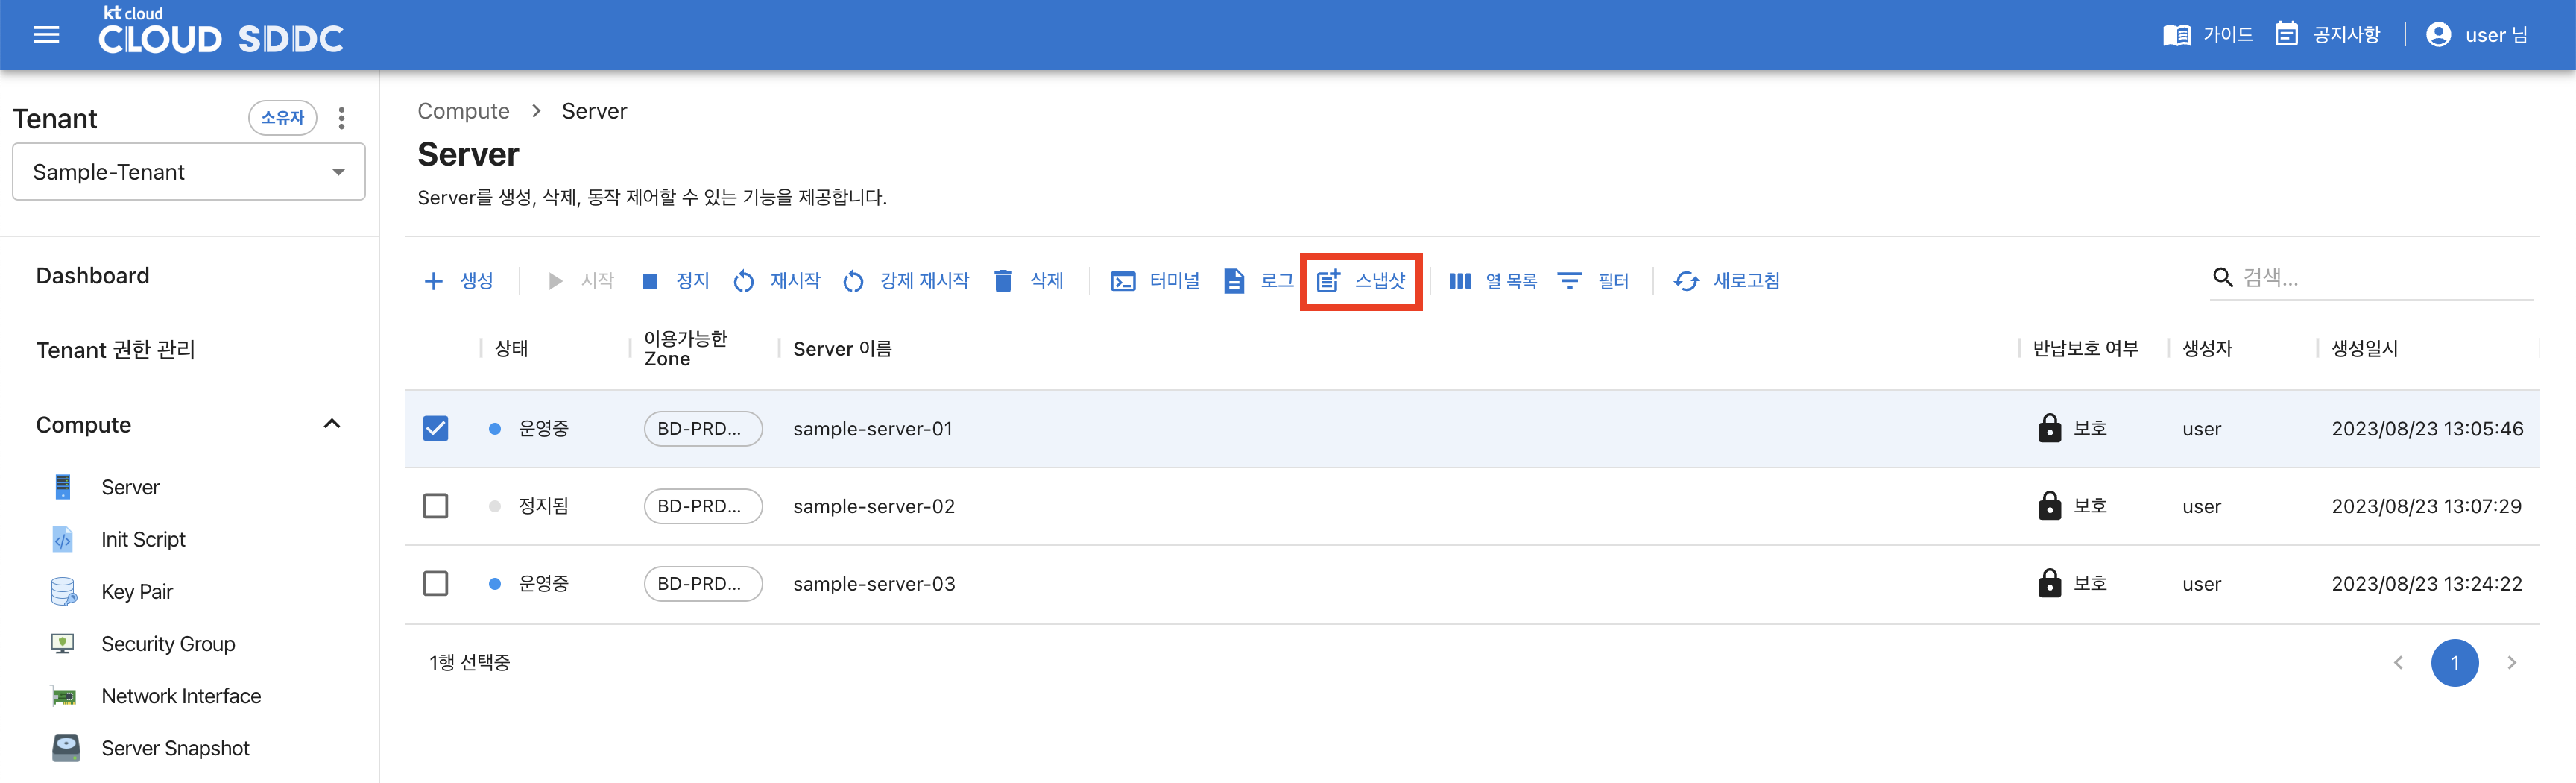 kt cloud
CLOUD SDDC
가이드
공지사항
user 님
Tenant
소유자
Sample-Tenant
Dashboard
Tenant 권한 관리
Compute
Server
Init Script
Key Pair
Security Group
Network Interface
Server Snapshot
Compute > Server
Server
Server를 생성, 삭제, 동작 제어할 수 있는 기능을 제공합니다.
생성 시작 정지 재시작 강제 재시작 삭제 터미널 로그 스냅샷 열 목록 필터 새로고침
검색...
상태 이용가능한 Zone Server 이름 반납보호 여부 생성자 생성일시
운영중 BD-PRD... sample-server-01 보호 user 2023/08/23 13:05:46
정지됨 BD-PRD... sample-server-02 보호 user 2023/08/23 13:07:29
운영중 BD-PRD... sample-server-03 보호 user 2023/08/23 13:24:22
1행 선택중
1